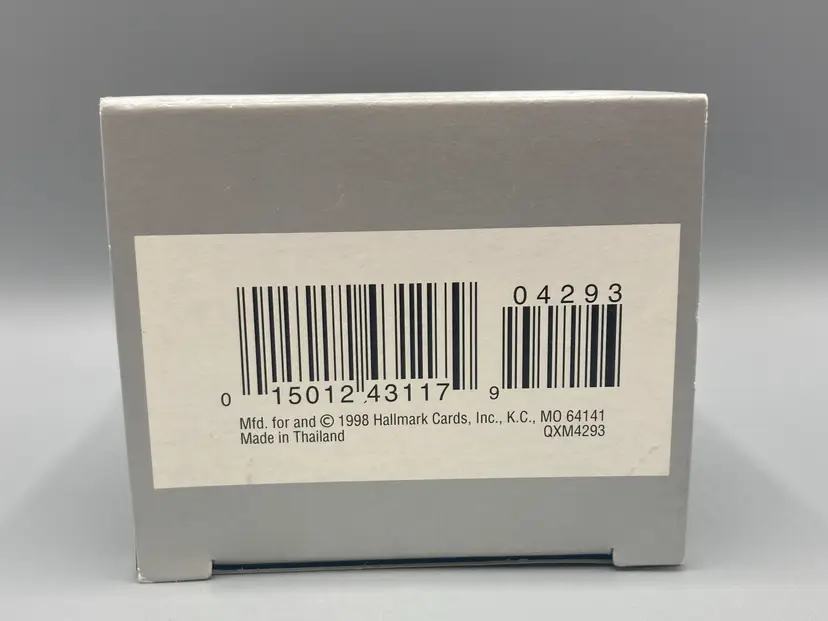 04293
0 15012 43117 9
Mfd. for and © 1998 Hallmark Cards, Inc., K.C., MO 64141
Made in Thailand QXM4293